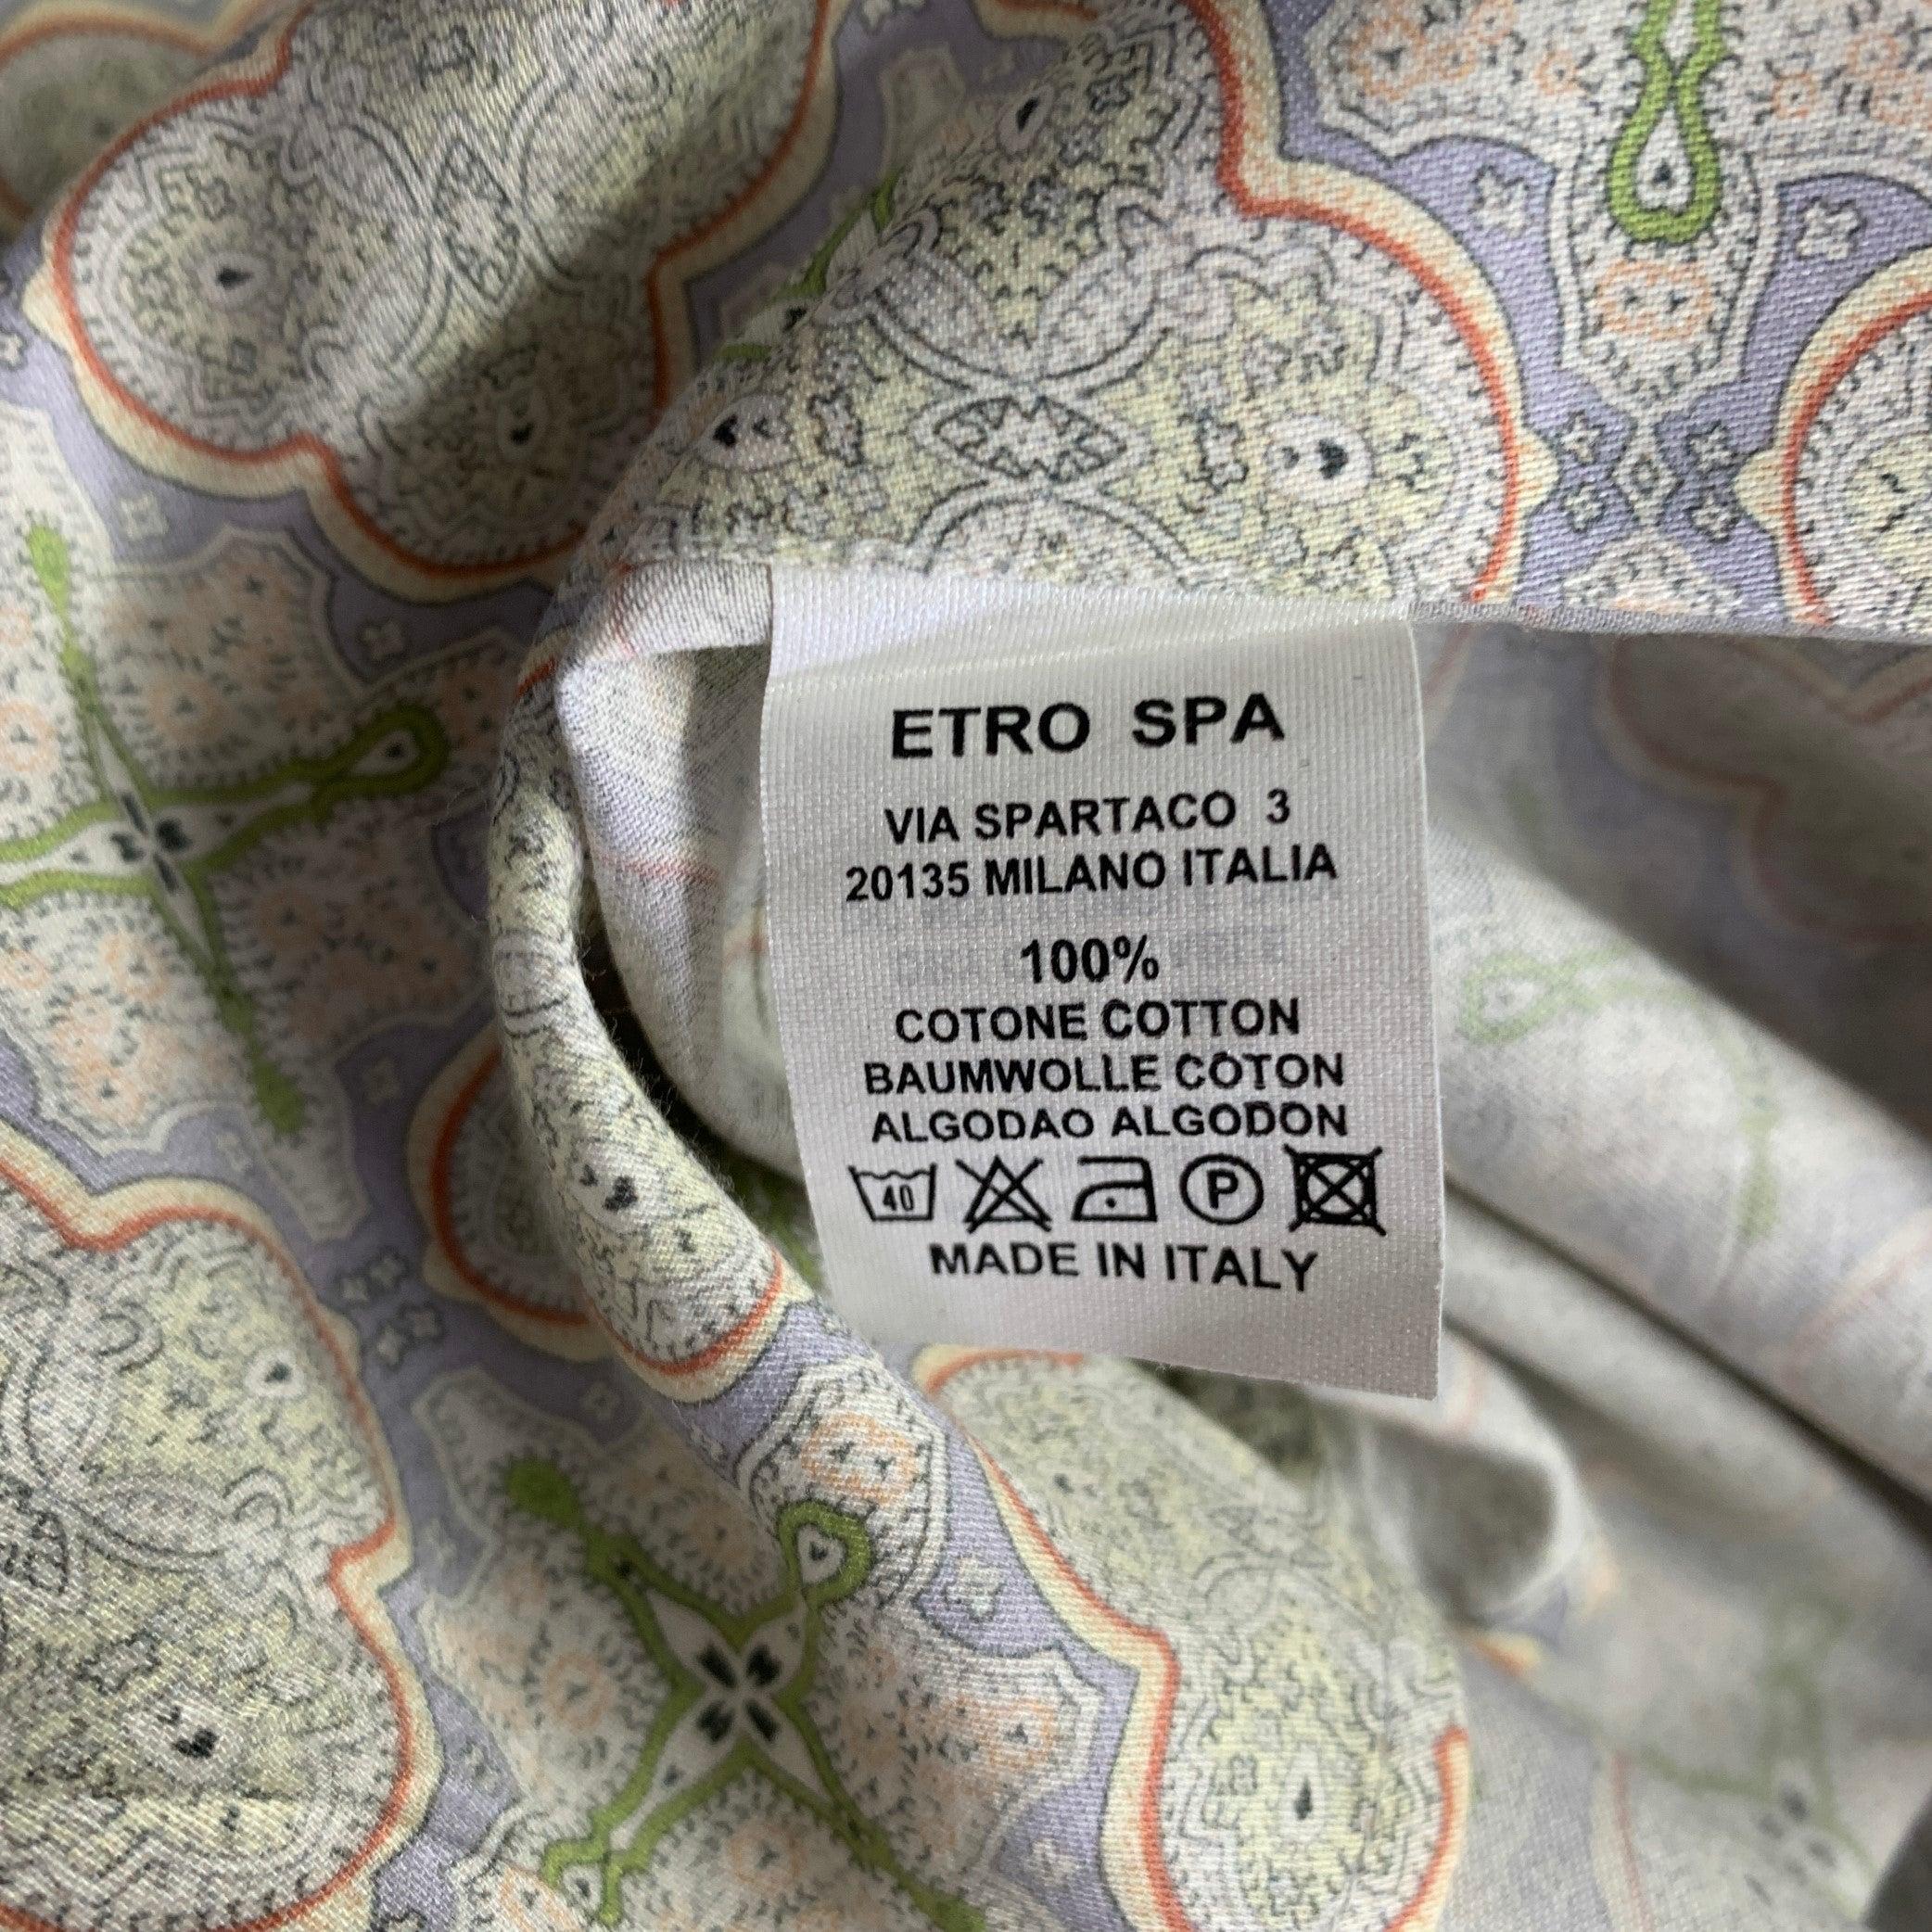 ETRO SPA
VIA SPARTACO 3
20135 MILANO ITALIA
100%
COTONE COTTON
BAUMWOLLE COTON
ALGODAO ALGODON
40 P
MADE IN ITALY